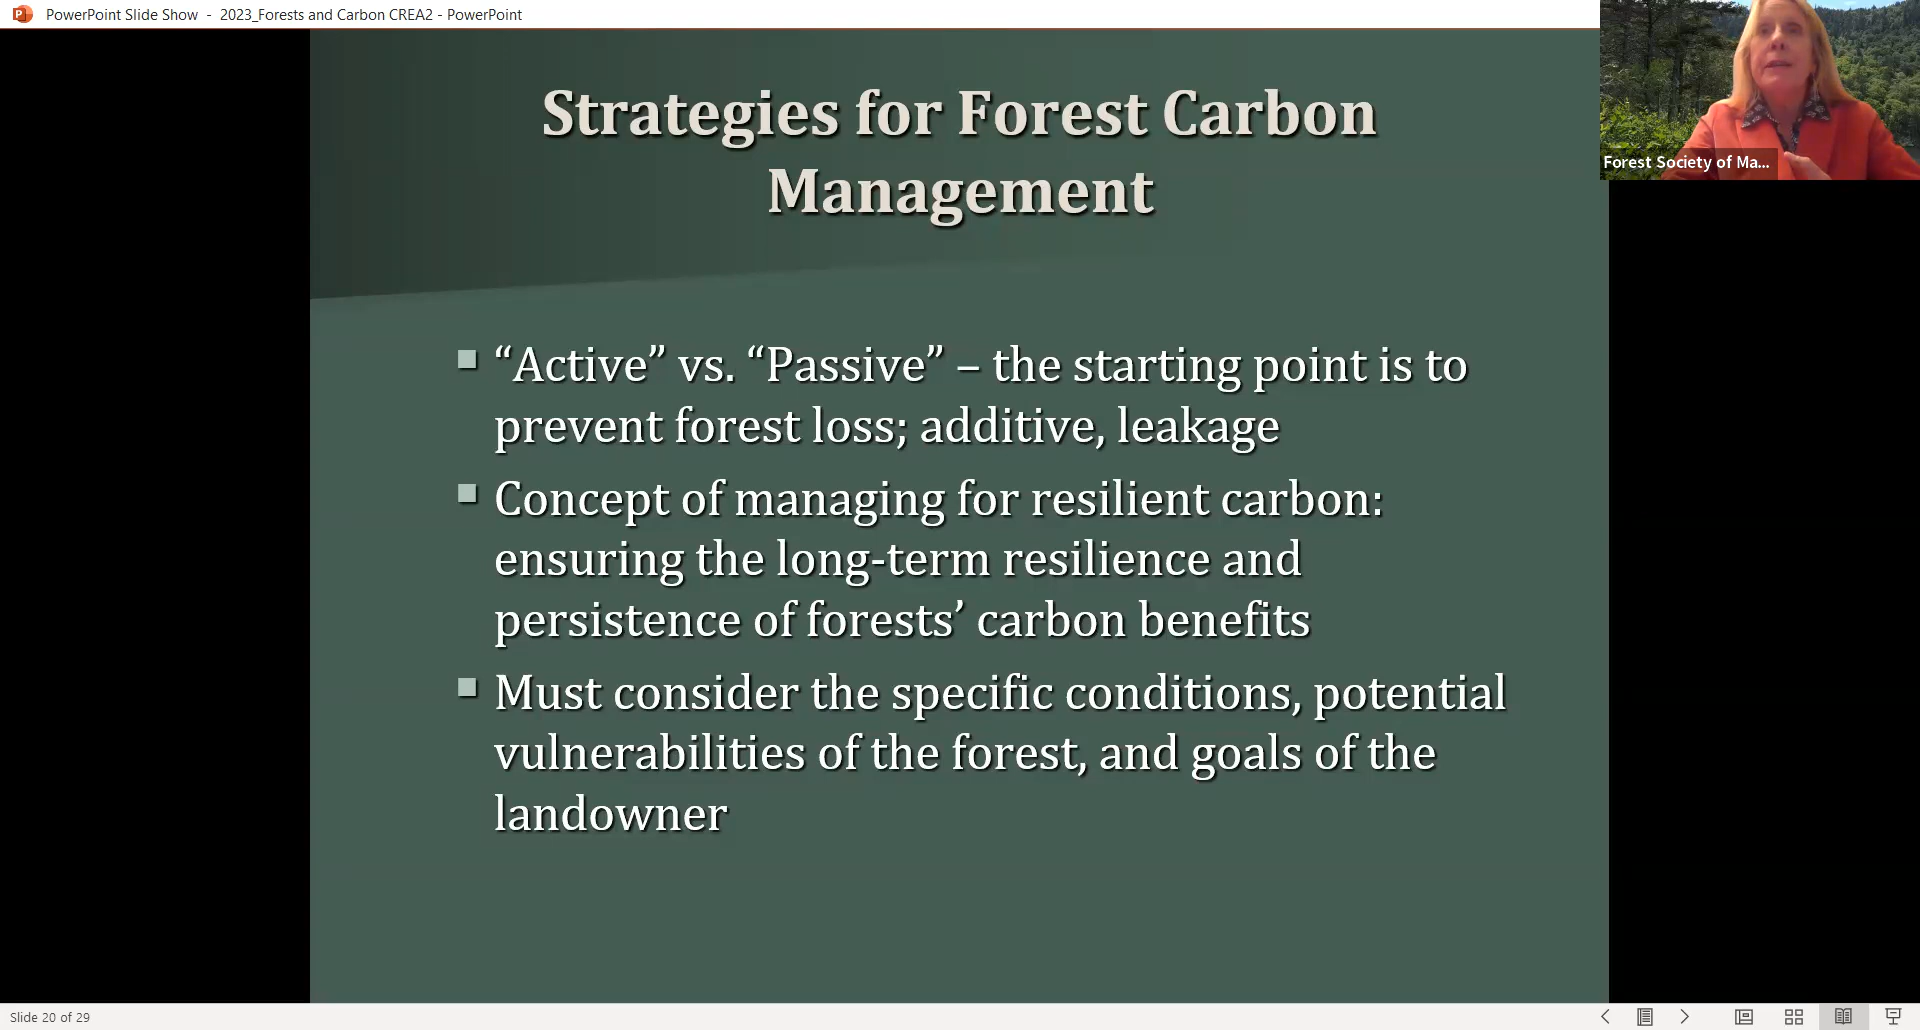 PowerPoint Slide Show - 2023_Forests and Carbon CREA2 - PowerPoint
Forest Society of Ma...
Strategies for Forest Carbon
Management
“Active” vs. “Passive” – the starting point is to
prevent forest loss; additive, leakage
Concept of managing for resilient carbon:
ensuring the long-term resilience and
persistence of forests’ carbon benefits
Must consider the specific conditions, potential
vulnerabilities of the forest, and goals of the
landowner
Slide 20 of 29